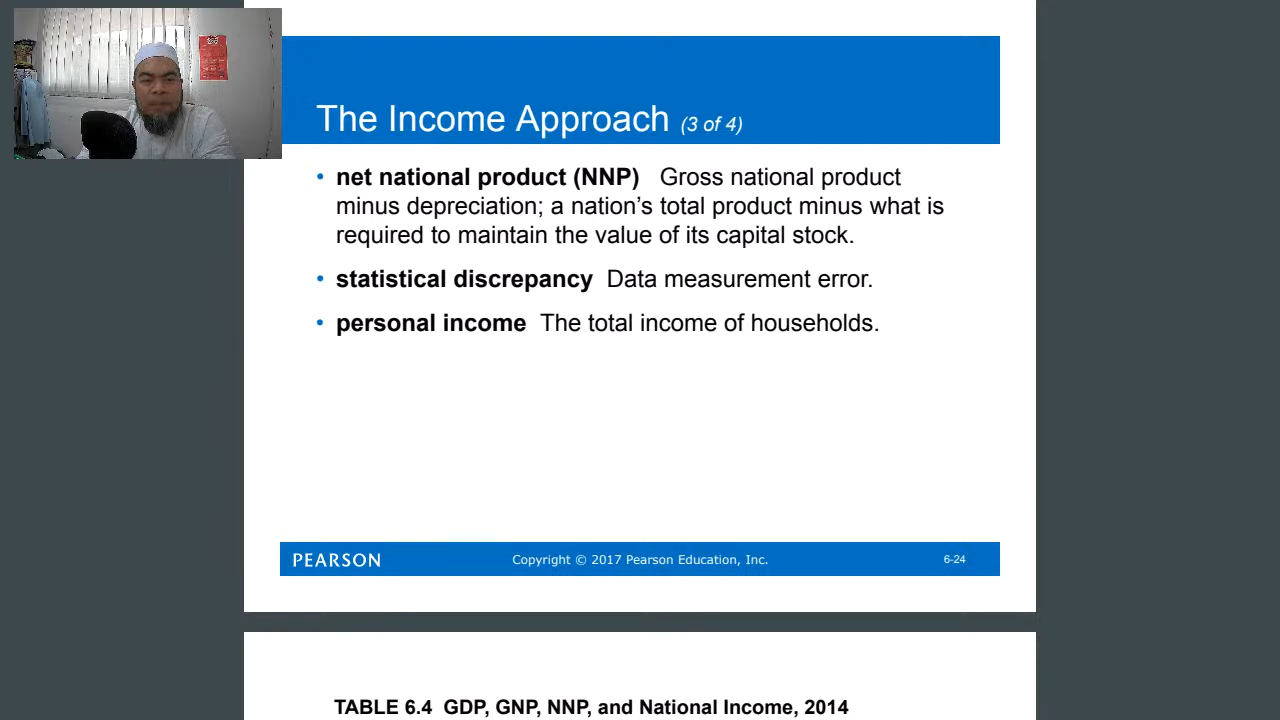 The Income Approach (3 of 4)
• net national product (NNP) Gross national product
minus depreciation; a nation’s total product minus what is
required to maintain the value of its capital stock.
• statistical discrepancy Data measurement error.
• personal income The total income of households.
PEARSON
Copyright © 2017 Pearson Education, Inc.
6-24
TABLE 6.4 GDP, GNP, NNP, and National Income, 2014